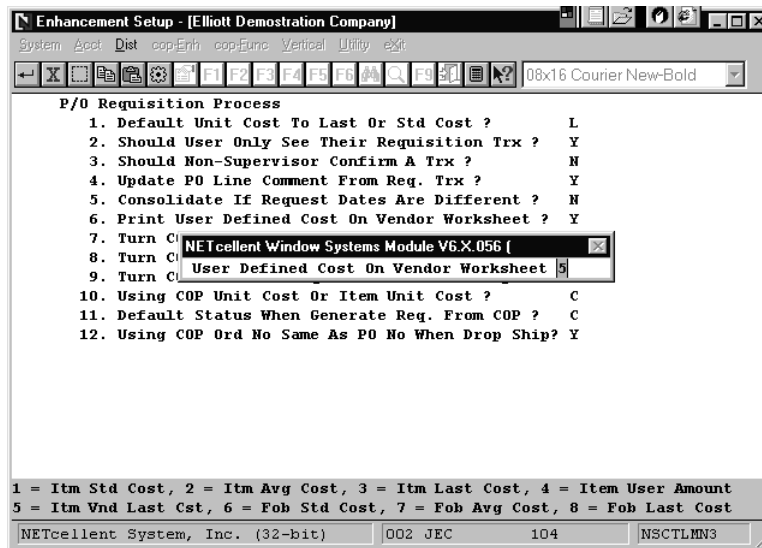 Enhancement Setup - [Elliott Demostration Company]
System Acct Dist cop-Enh cop-Func Vertical Utility eXit
X F1 F2 F3 F4 F5 F6 F9 08x16 Courier New-Bold
P/O Requisition Process
1. Default Unit Cost To Last Or Std Cost ? L
2. Should User Only See Their Requisition Trx ? Y
3. Should Non-Supervisor Confirm A Trx ? N
4. Update PO Line Comment From Req. Trx ? Y
5. Consolidate If Request Dates Are Different ? N
6. Print User Defined Cost On Vendor Worksheet ? Y
7. Turn
NETcellent Window Systems Module V6.X.056 (
8. Turn
User Defined Cost On Vendor Worksheet 5
9. Turn
10. Using COP Unit Cost Or Item Unit Cost ? C
11. Default Status When Generate Req. From COP ? C
12. Using COP Ord No Same As PO No When Drop Ship? Y
1 = Itm Std Cost, 2 = Itm Avg Cost, 3 = Itm Last Cost, 4 = Item User Amount
5 = Itm Vnd Last Cst, 6 = Fob Std Cost, 7 = Fob Avg Cost, 8 = Fob Last Cost
NETcellent System, Inc. (32-bit) 002 JEC 104 NSCTLMN3